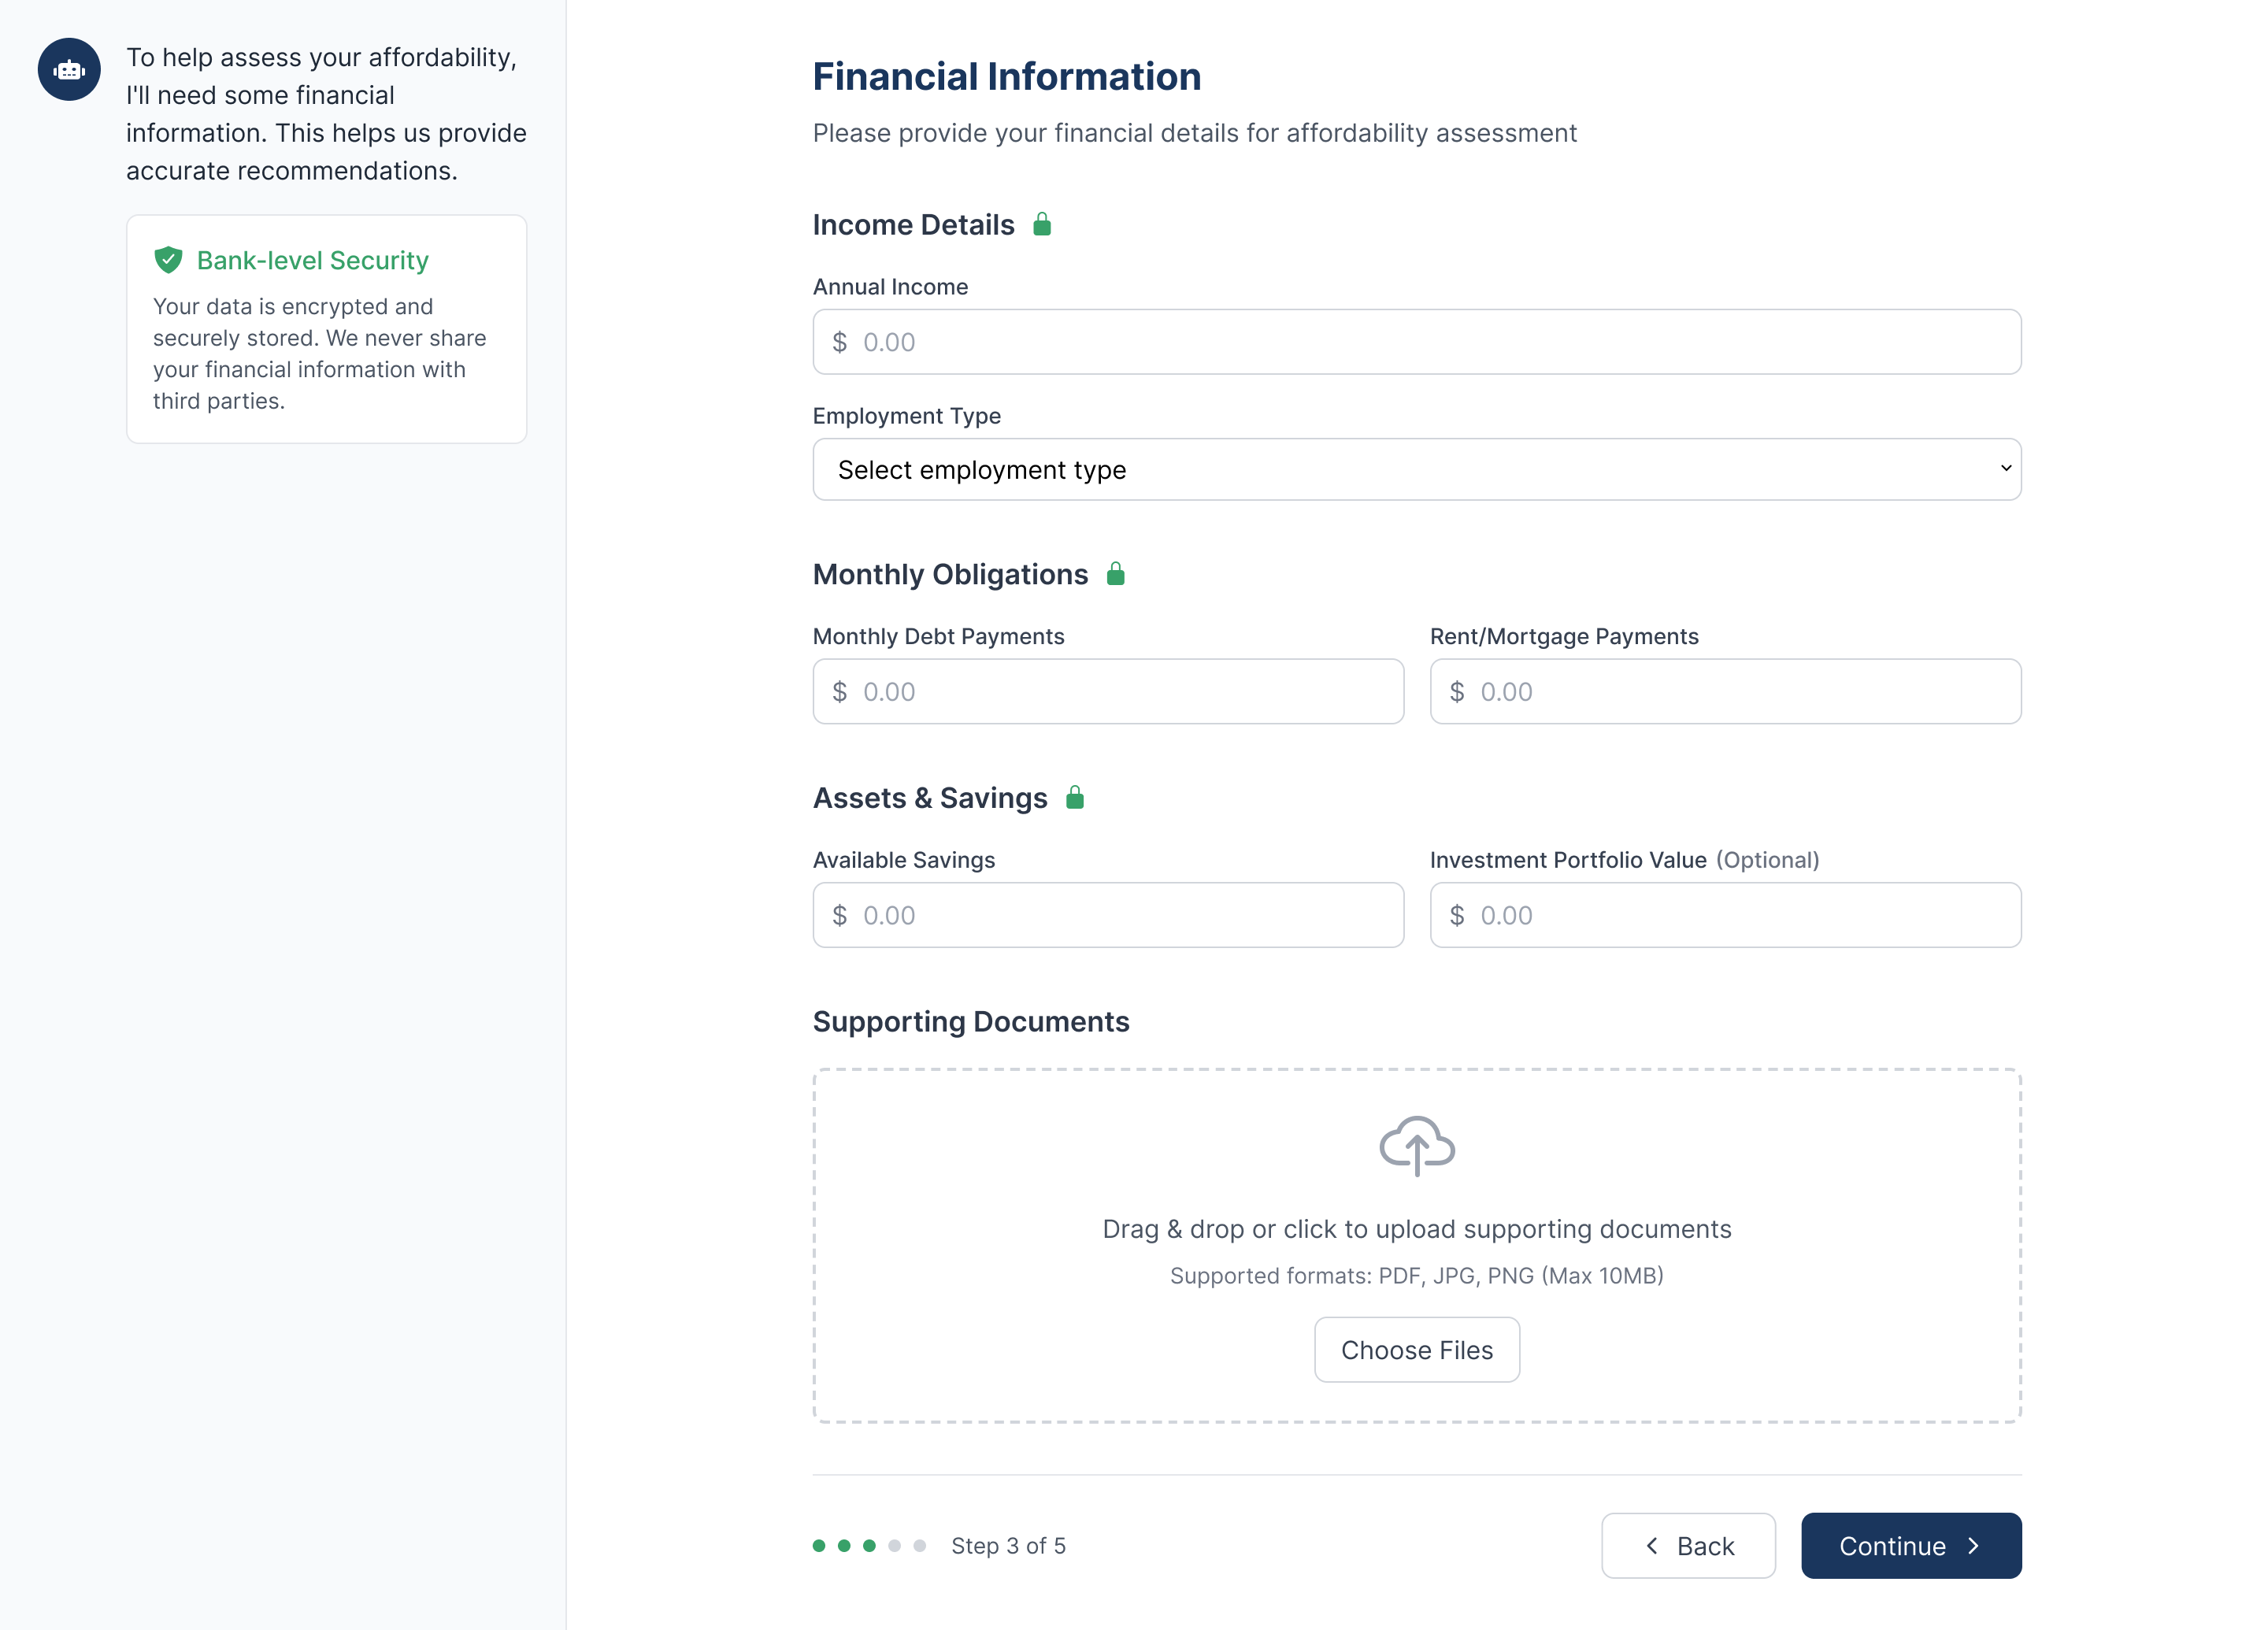 To help assess your affordability,
I'll need some financial
information. This helps us provide
accurate recommendations.
Bank-level Security
Your data is encrypted and
securely stored. We never share
your financial information with
third parties.
Financial Information
Please provide your financial details for affordability assessment
Income Details
Annual Income
$ 0.00
Employment Type
Select employment type
Monthly Obligations
Monthly Debt Payments
$ 0.00
Rent/Mortgage Payments
$ 0.00
Assets & Savings
Available Savings
$ 0.00
Investment Portfolio Value (Optional)
$ 0.00
Supporting Documents
Drag & drop or click to upload supporting documents
Supported formats: PDF, JPG, PNG (Max 10MB)
Choose Files
Step 3 of 5
Back
Continue